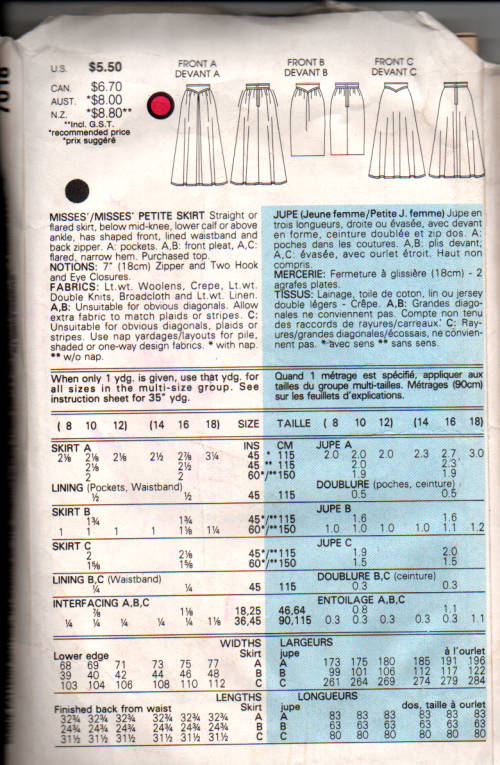 7018
U.S. $5.50
CAN. $6.70
AUST. *$8.00
N.Z. *$8.80**
**Incl. G.S.T.
*recommended price
*prix suggéré
FRONT A
DEVANT A
FRONT B
DEVANT B
FRONT C
DEVANT C
MISSES'/MISSES' PETITE SKIRT Straight or
flared skirt, below mid-knee, lower calf or above
ankle, has shaped front, lined waistband and
back zipper. A: pockets. A,B: front pleat, A,C:
flared, narrow hem. Purchased top.
NOTIONS: 7" (18cm) Zipper and Two Hook
and Eye Closures.
FABRICS: Lt.wt. Woolens, Crepe, Lt.wt.
Double Knits, Broadcloth and Lt.wt. Linen.
A,B: Unsuitable for obvious diagonals. Allow
extra fabric to match plaids or stripes. C:
Unsuitable for obvious diagonals, plaids or
stripes. Use nap yardages/layouts for pile,
shaded or one-way design fabrics. * with nap.
** w/o nap.
JUPE (Jeune femme/Petite J. femme) Jupe en
trois longueurs, droite ou évasée, avec devant
en forme, ceinture doublée et zip dos. A:
poches dans les coutures. A,B: plis devant;
A,C: évasée, avec ourlet étroit. Haut non
compris.
MERCERIE: Fermeture à glissière (18cm) - 2
agrafes plates.
TISSUS: Lainage, toile de coton, lin ou jersey
double légers - Crêpe. A,B: Grandes diago-
nales ne conviennent pas. Compte non tenu
des raccords de rayures/carreaux. C: Ray-
ures/grandes diagonales/écossais, ne convien-
nent pas. * avec sens ** sans sens.
When only 1 ydg. is given, use that ydg. for
all sizes in the multi-size group. See
instruction sheet for 35" ydg.
Quand 1 métrage est spécifié, appliquer aux
tailles du groupe multi-tailles. Métrages (90cm)
sur les feuillets d'explications.
( 8 10 12) (14 16 18) SIZE TAILLE ( 8 10 12) (14 16 18)
SKIRT A INS CM JUPE A
2⅛ 2⅛ 2⅛ 2½ 2⅞ 3¼ 45 * 115 2.0 2.0 2.0 2.3 2.7 3.0
2⅛ 2½ 45 ** 115 2.0 2.3
2 2 60*/**150 1.9 1.9
LINING (Pockets, Waistband) DOUBLURE (poches, ceinture)
½ ½ 45 115 0.5 0.5
SKIRT B JUPE B
1¾ 1¾ 45*/**115 1.6 1.6
1 1 1 1 1⅛ 1¼ 60*/**150 1.0 1.0 1.0 1.0 1.1 1.2
SKIRT C JUPE C
2 2⅛ 45*/**115 1.9 2.0
1⅝ 1⅝ 60*/**150 1.5 1.5
LINING B,C (Waistband) DOUBLURE B,C (ceinture)
¼ ¼ 45 115 0.3 0.3
INTERFACING A,B,C ENTOILAGE A,B,C
⅞ 1⅛ 18,25 46,64 0.8 1.1
¼ ¼ ¼ ¼ ¼ 1⅛ 36,45 90,115 0.3 0.3 0.3 0.3 0.3 1.1
WIDTHS LARGEURS
Lower edge Skirt jupe à l'ourlet
68 69 71 73 75 77 A A 173 175 180 185 191 196
39 40 42 44 46 48 B B 99 101 106 112 117 122
103 104 106 108 110 112 C C 261 264 269 274 279 284
LENGTHS LONGUEURS
Finished back from waist Skirt jupe dos, taille à ourlet
32¾ 32¾ 32¾ 32¾ 32¾ 32¾ A A 83 83 83 83 83 83
24¾ 24¾ 24¾ 24¾ 24¾ 24¾ B B 63 63 63 63 63 63
31½ 31½ 31½ 31½ 31½ 31½ C C 80 80 80 80 80 80